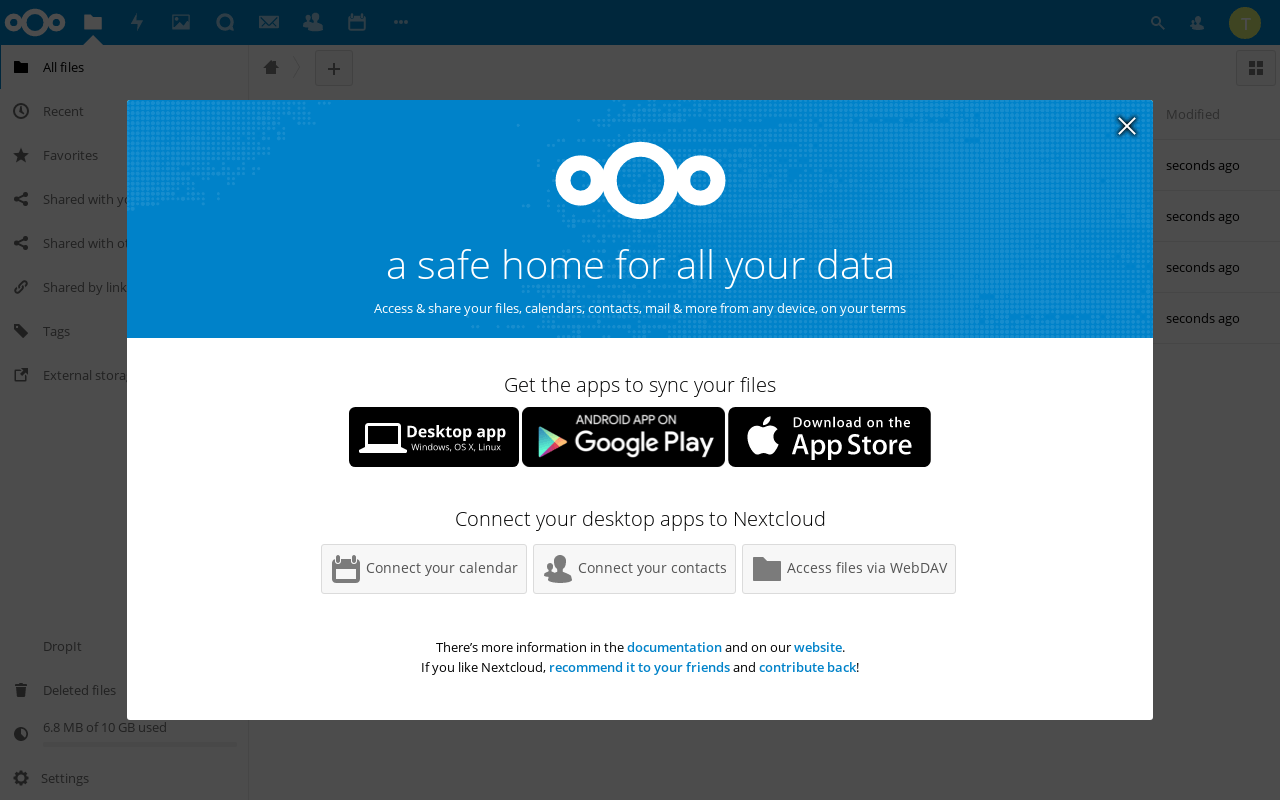 T
All files
Recent
Favorites
Shared with yo
Shared with ot
Shared by link
Tags
External storag
DropIt
Deleted files
6.8 MB of 10 GB used
Settings
Modified
seconds ago
seconds ago
seconds ago
seconds ago
a safe home for all your data
Access & share your files, calendars, contacts, mail & more from any device, on your terms
Get the apps to sync your files
Desktop app
Windows, OS X, Linux
ANDROID APP ON
Google Play
Download on the
App Store
Connect your desktop apps to Nextcloud
Connect your calendar
Connect your contacts
Access files via WebDAV
There’s more information in the documentation and on our website.
If you like Nextcloud, recommend it to your friends and contribute back!